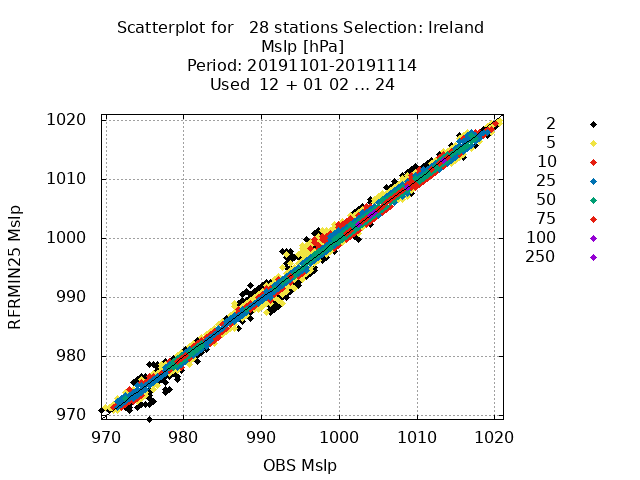 Scatterplot for   28 stations Selection: Ireland
Mslp [hPa]
Period: 20191101-20191114
Used  12 + 01 02 ... 24
RFRMIN25 Mslp
1020
1010
1000
990
980
970
970 980 990 1000 1010 1020
OBS Mslp
2
5
10
25
50
75
100
250